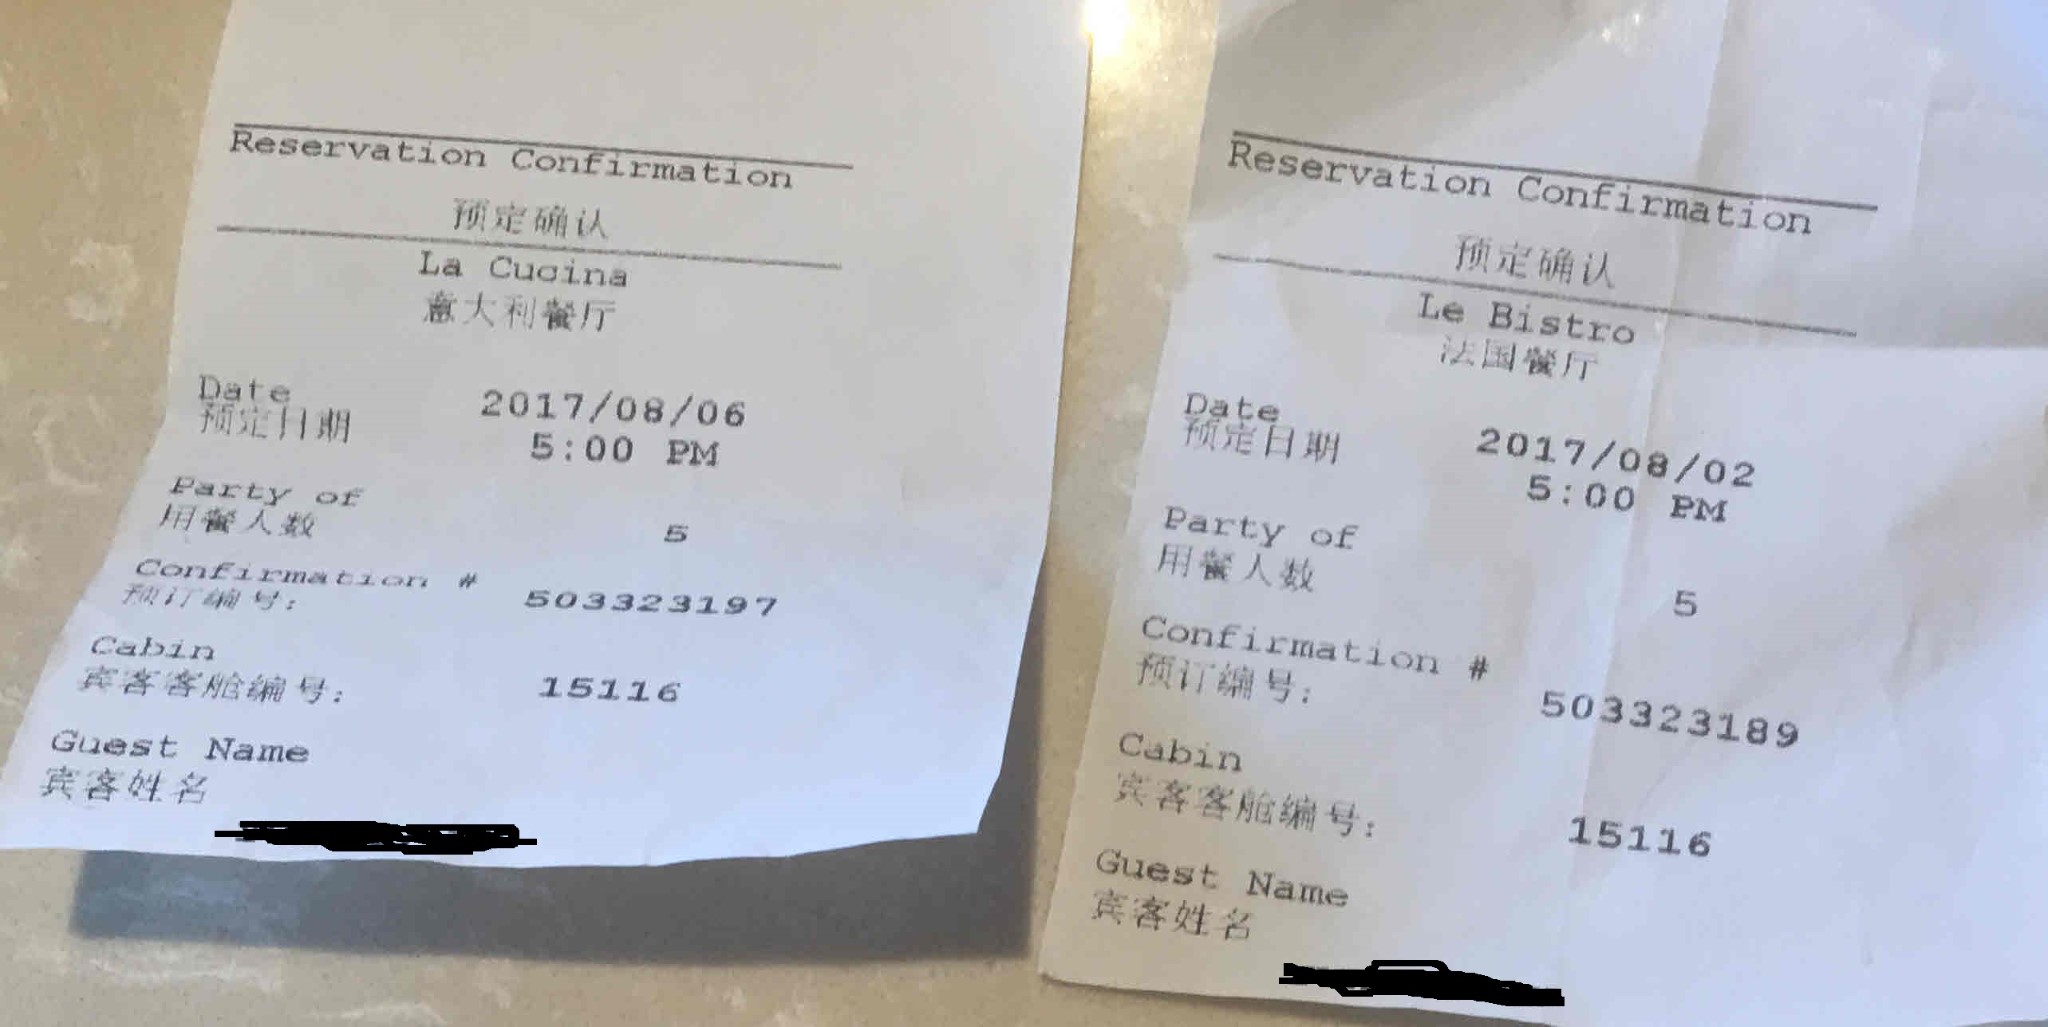 Reservation Confirmation
预定确认
La Cucina
意大利餐厅
Date
预定日期
2017/08/06
5:00 PM
Party of
用餐人数
5
Confirmation #
预订编号:
503323197
Cabin
宾客客舱编号:
15116
Guest Name
宾客姓名
Reservation Confirmation
预定确认
Le Bistro
法国餐厅
Date
预定日期
2017/08/02
5:00 PM
Party of
用餐人数
5
Confirmation #
预订编号:
503323189
Cabin
宾客客舱编号:
15116
Guest Name
宾客姓名